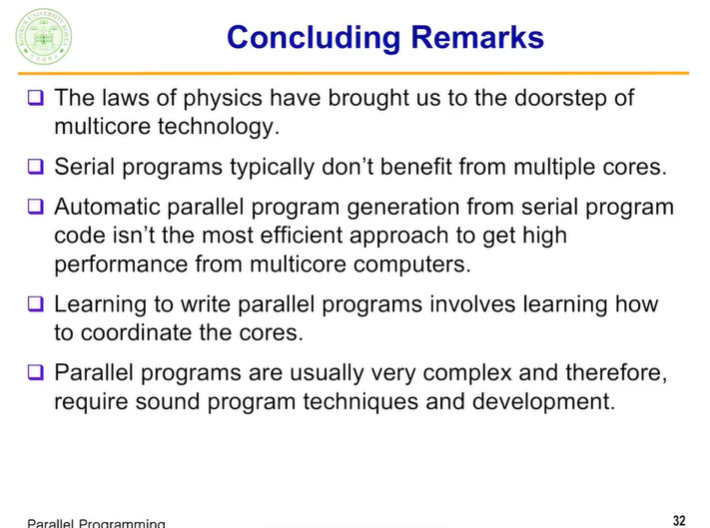 Concluding Remarks
The laws of physics have brought us to the doorstep of
multicore technology.
Serial programs typically don't benefit from multiple cores.
Automatic parallel program generation from serial program
code isn't the most efficient approach to get high
performance from multicore computers.
Learning to write parallel programs involves learning how
to coordinate the cores.
Parallel programs are usually very complex and therefore,
require sound program techniques and development.
Parallel Programming
32